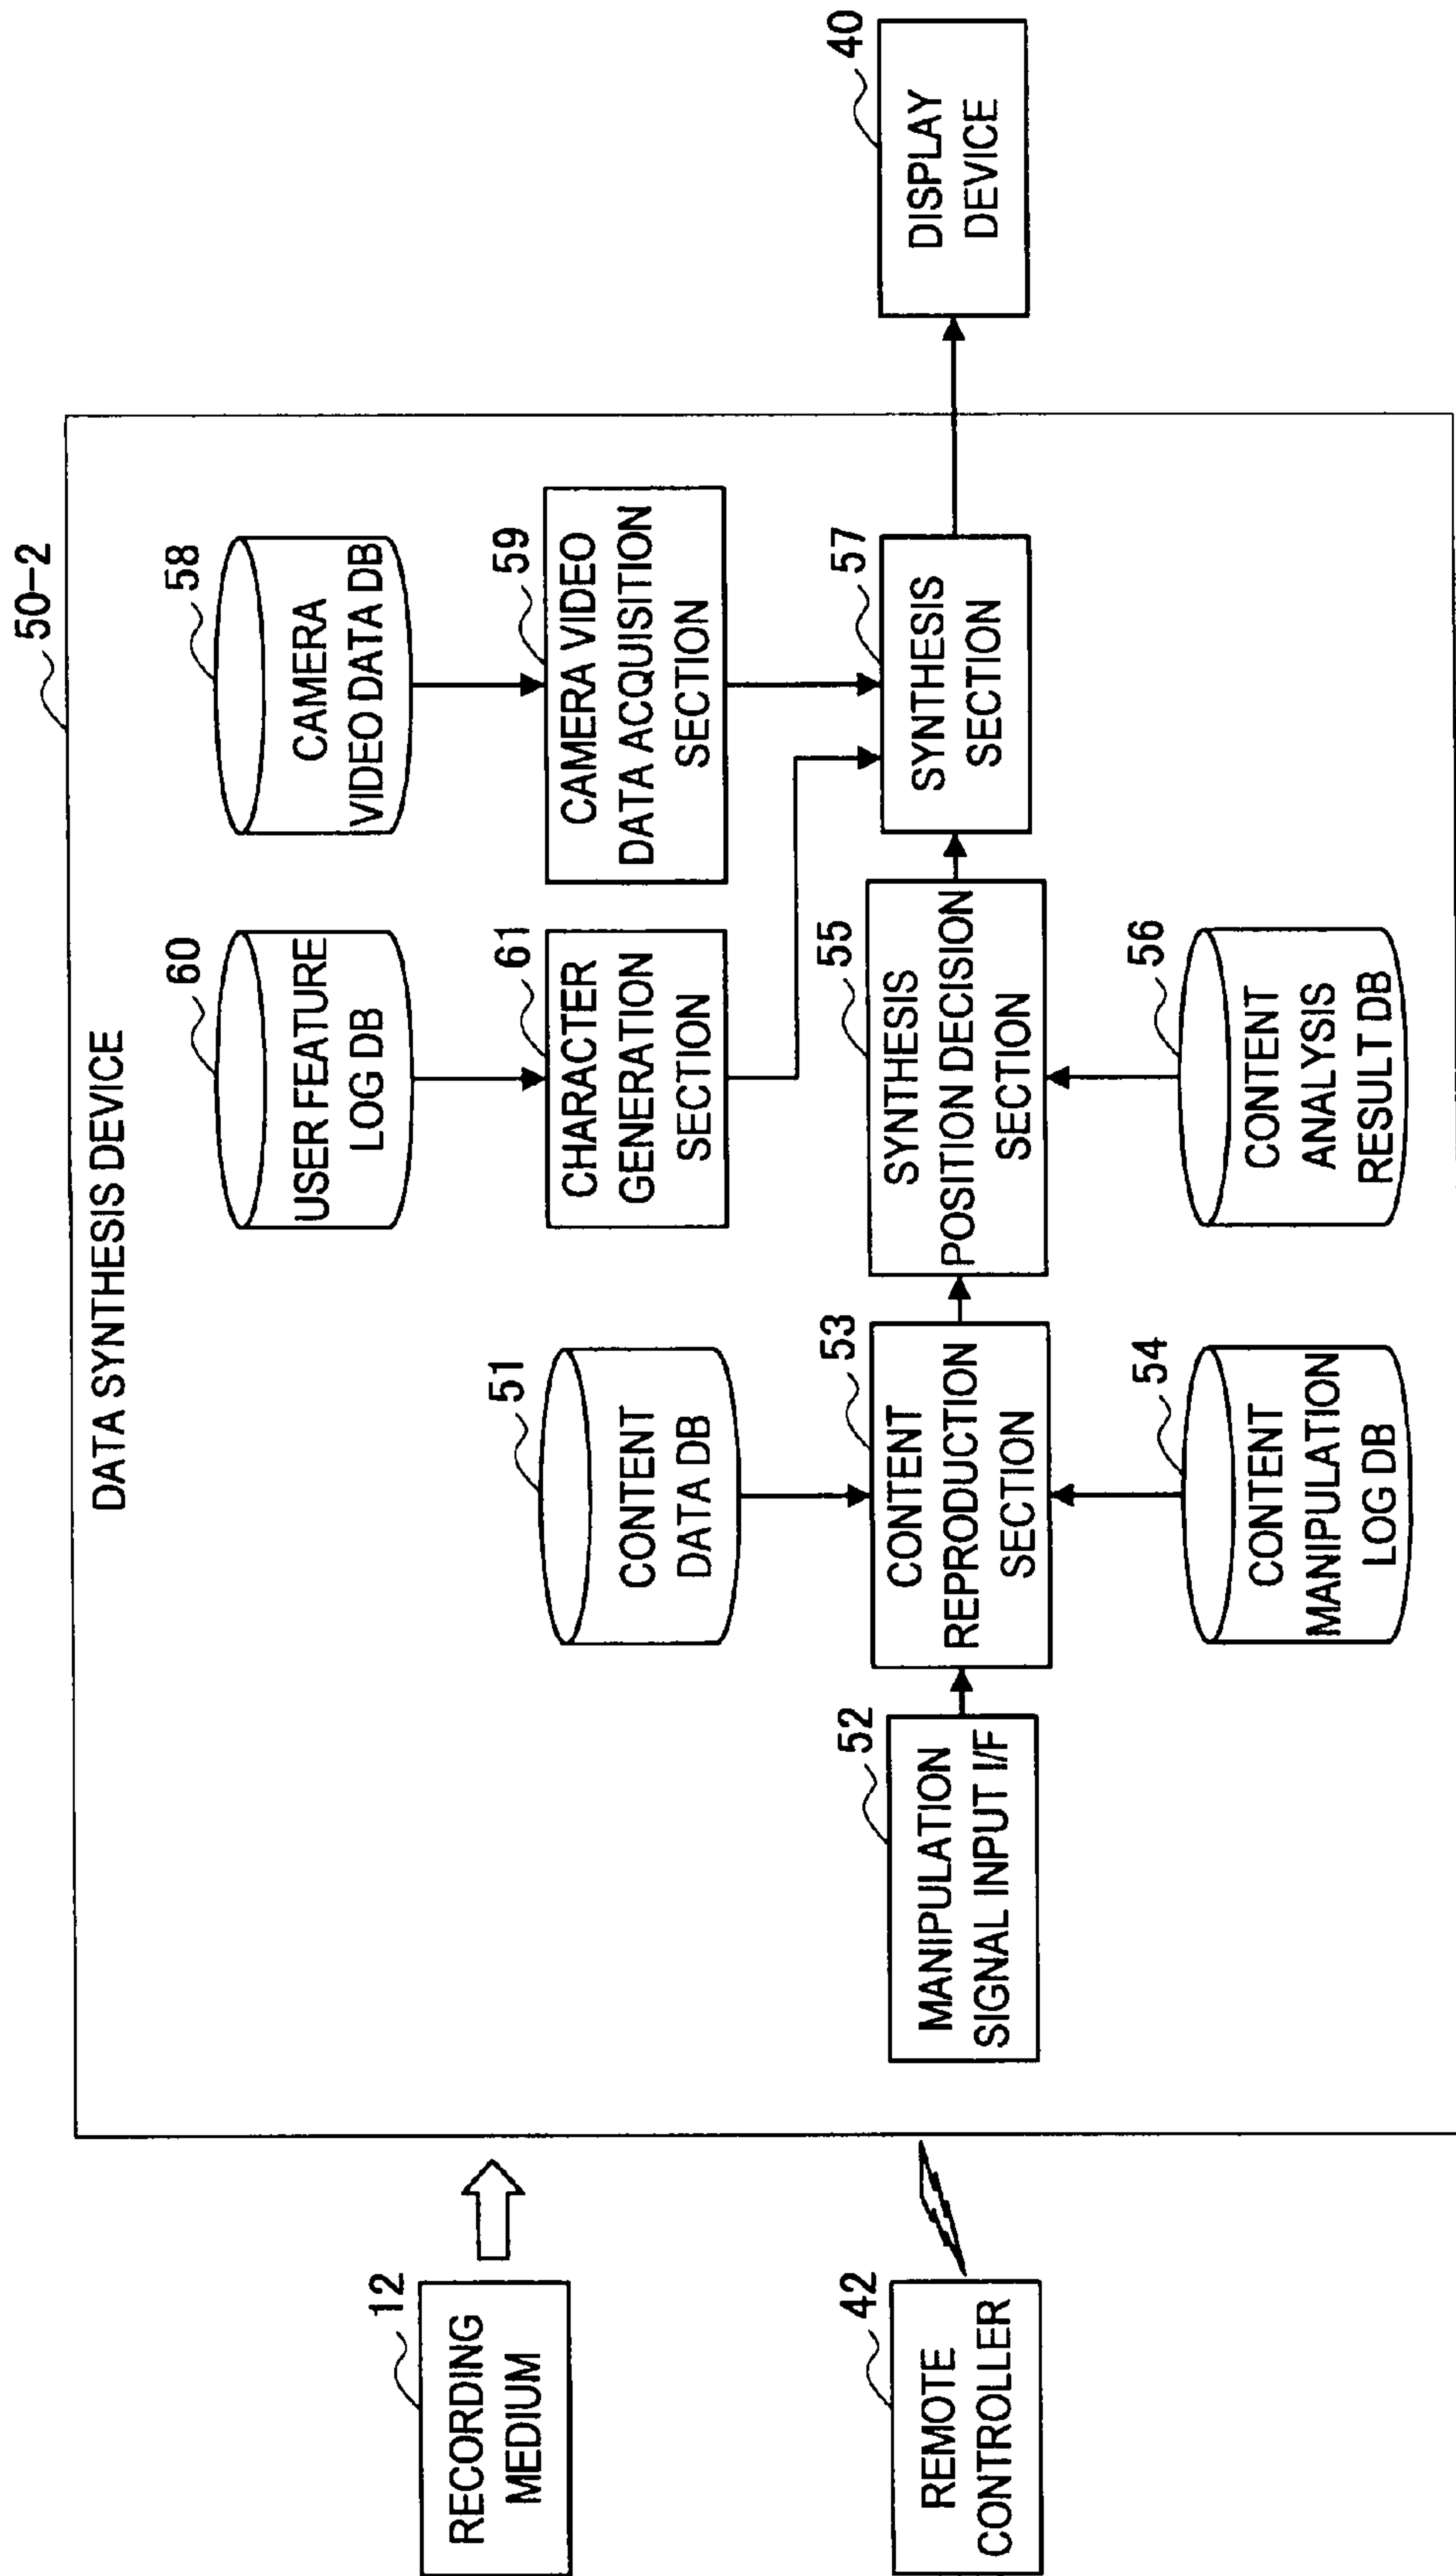 50-2
DATA SYNTHESIS DEVICE
60
USER FEATURE
LOG DB
58
CAMERA
VIDEO DATA DB
12
RECORDING
MEDIUM
51
CONTENT
DATA DB
61
CHARACTER
GENERATION
SECTION
59
CAMERA VIDEO
DATA ACQUISITION
SECTION
42
REMOTE
CONTROLLER
52
MANIPULATION
SIGNAL INPUT I/F
53
CONTENT
REPRODUCTION
SECTION
55
SYNTHESIS
POSITION DECISION
SECTION
57
SYNTHESIS
SECTION
40
DISPLAY
DEVICE
54
CONTENT
MANIPULATION
LOG DB
56
CONTENT
ANALYSIS
RESULT DB